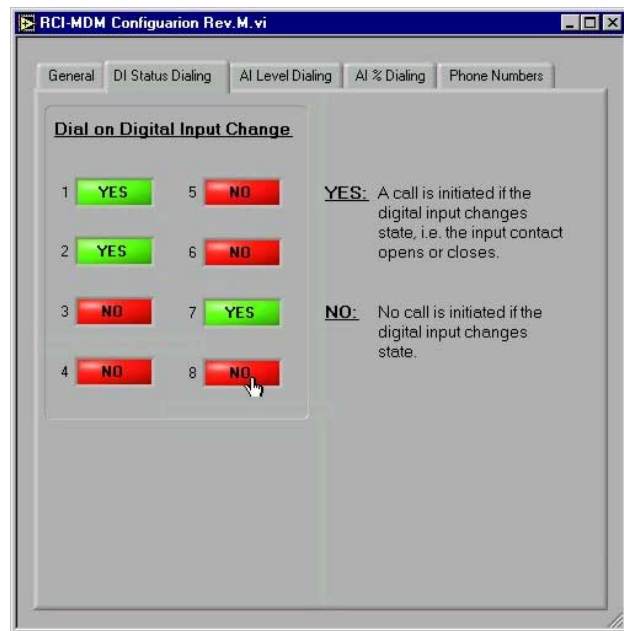 RCI-MDM Configuarion Rev.M.vi
General DI Status Dialing AI Level Dialing AI % Dialing Phone Numbers
Dial on Digital Input Change
1 YES 5 NO
2 YES 6 NO
3 NO 7 YES
4 NO 8 NO
YES: A call is initiated if the
digital input changes
state, i.e. the input contact
opens or closes.
NO: No call is initiated if the
digital input changes
state.